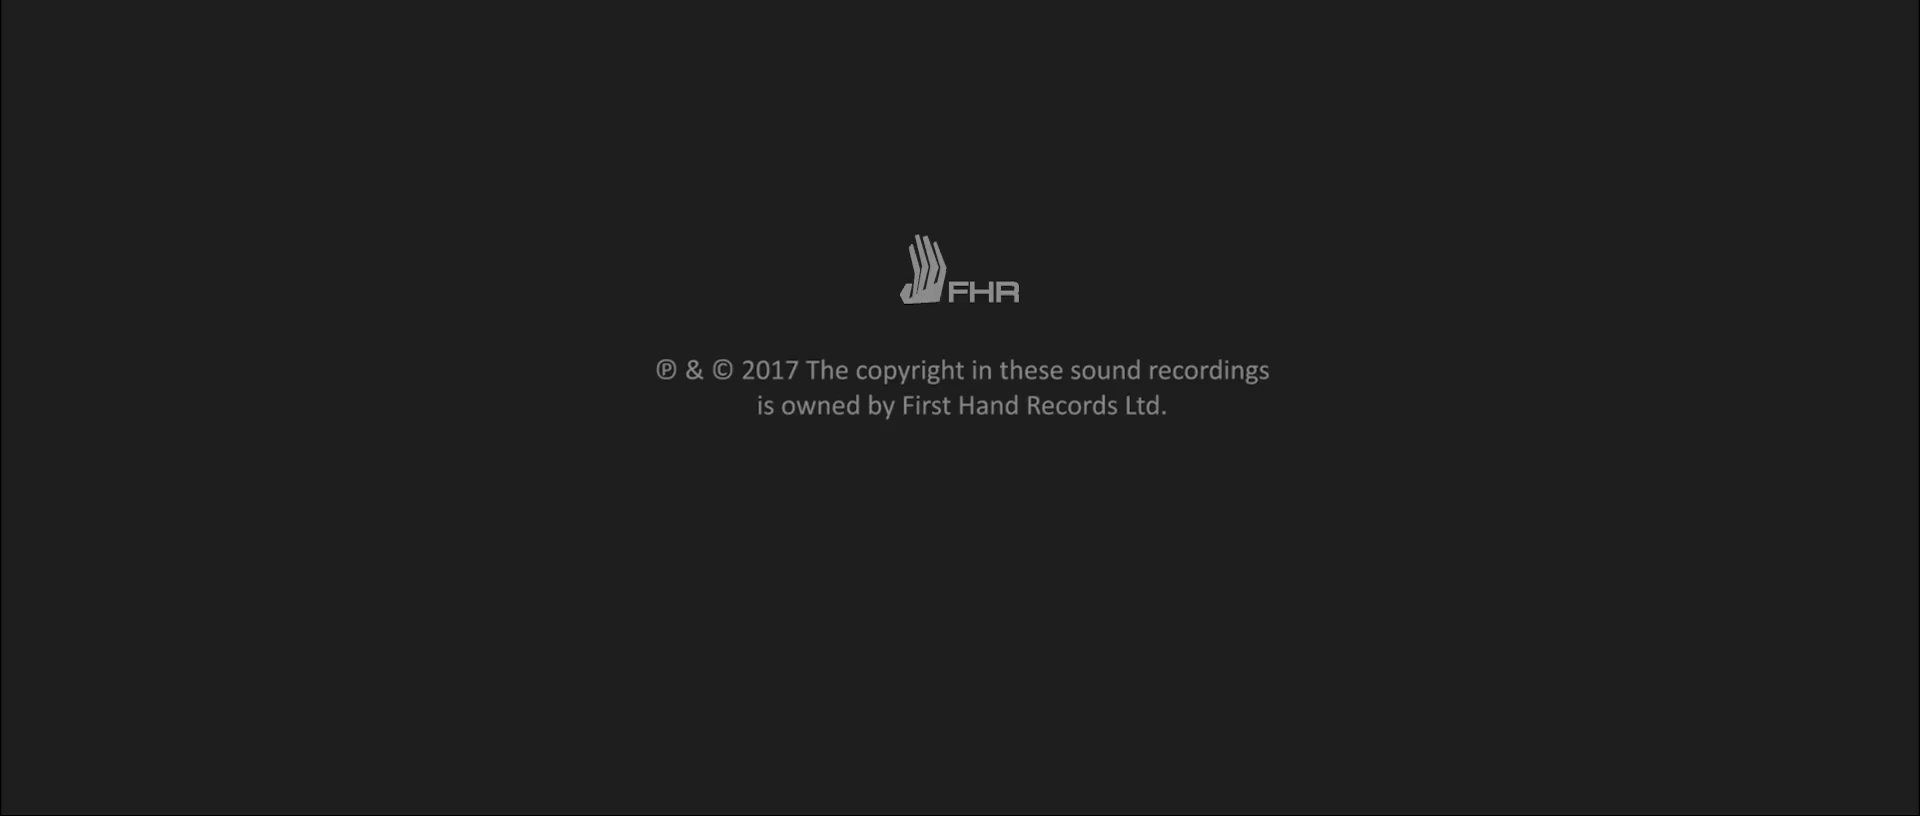 FHR
℗ & © 2017 The copyright in these sound recordings
is owned by First Hand Records Ltd.